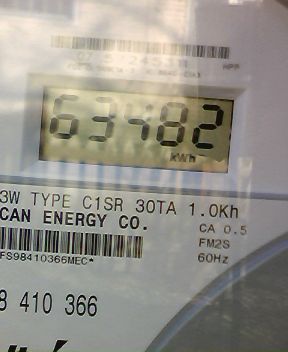 63482
kWh
3W TYPE C1SR 30TA 1.0Kh
CAN ENERGY CO.
CA 0.5
FM2S
60Hz
FS98410366MEC*
8 410 366